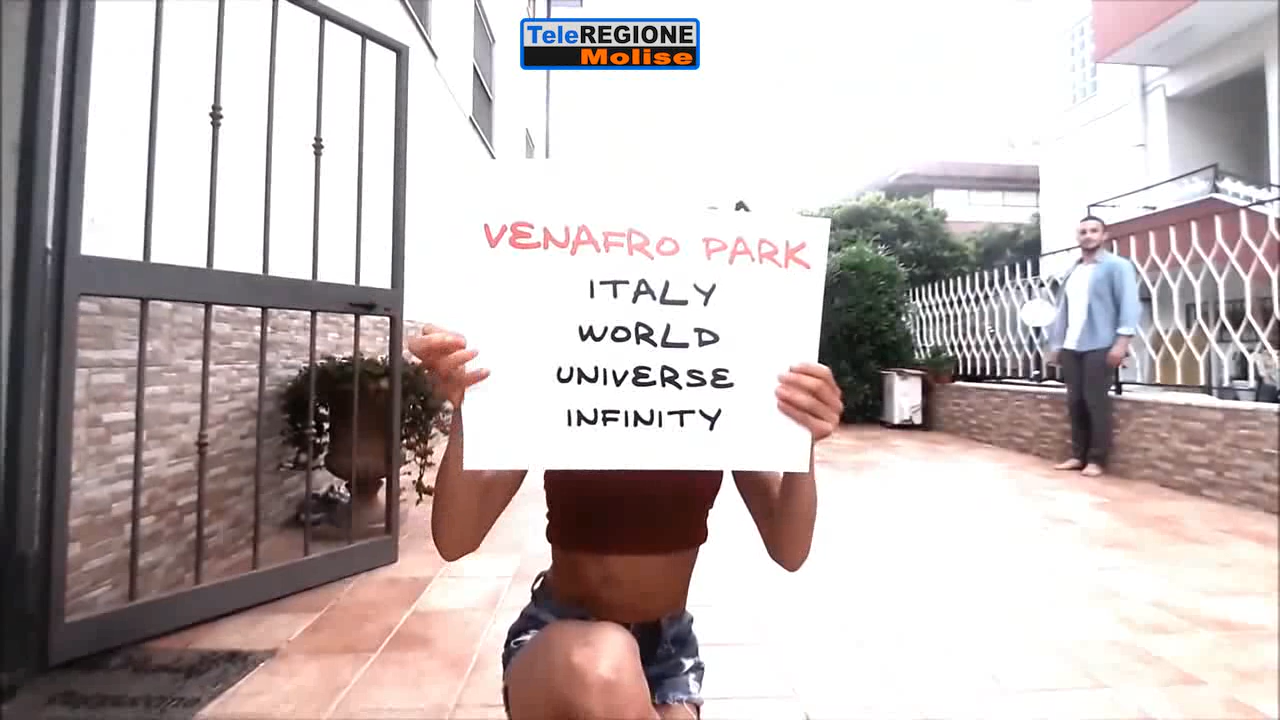 TeleREGIONE
Molise
VENAFRO PARK
ITALY
WORLD
UNIVERSE
INFINITY